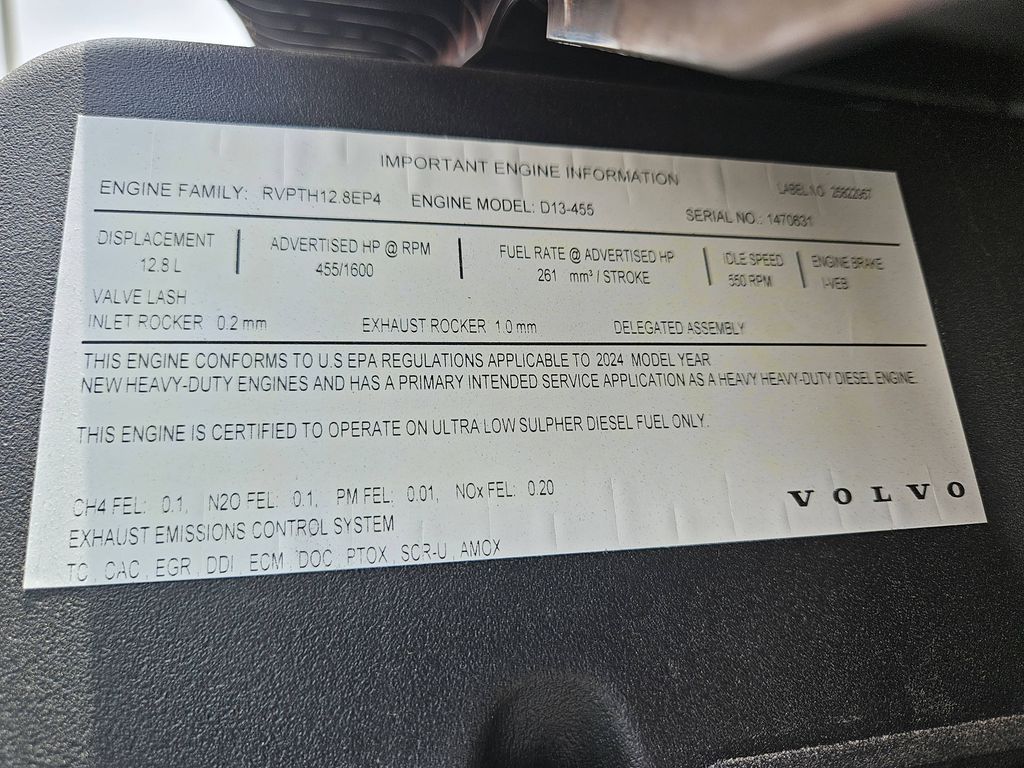 IMPORTANT ENGINE INFORMATION
LABEL NO 25822967
ENGINE FAMILY: RVPTH12.8EP4 ENGINE MODEL: D13-455 SERIAL NO.: 1470831
DISPLACEMENT ADVERTISED HP @ RPM FUEL RATE @ ADVERTISED HP IDLE SPEED ENGINE BRAKE
12.8 L 455/1600 261 mm³ / STROKE 550 RPM I-VEB
VALVE LASH
INLET ROCKER 0.2 mm EXHAUST ROCKER 1.0 mm DELEGATED ASSEMBLY
THIS ENGINE CONFORMS TO U.S EPA REGULATIONS APPLICABLE TO 2024 MODEL YEAR
NEW HEAVY-DUTY ENGINES AND HAS A PRIMARY INTENDED SERVICE APPLICATION AS A HEAVY HEAVY-DUTY DIESEL ENGINE.
THIS ENGINE IS CERTIFIED TO OPERATE ON ULTRA LOW SULPHER DIESEL FUEL ONLY.
CH4 FEL: 0.1, N2O FEL: 0.1, PM FEL: 0.01, NOx FEL: 0.20
VOLVO
EXHAUST EMISSIONS CONTROL SYSTEM
TC, CAC, EGR, DDI, ECM, DOC, PTOX, SCR-U, AMOX